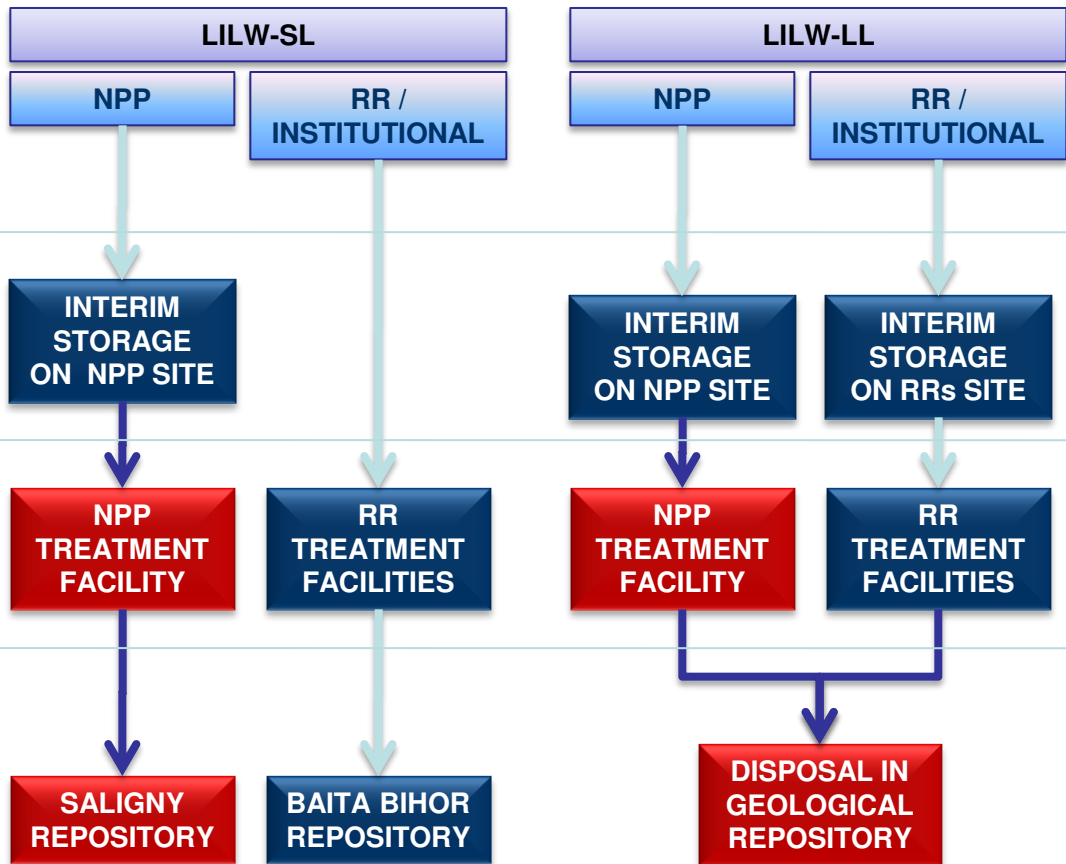 LILW-SL
LILW-LL
NPP
RR /
INSTITUTIONAL
NPP
RR /
INSTITUTIONAL
INTERIM
STORAGE
ON NPP SITE
INTERIM
STORAGE
ON NPP SITE
INTERIM
STORAGE
ON RRs SITE
NPP
TREATMENT
FACILITY
RR
TREATMENT
FACILITIES
NPP
TREATMENT
FACILITY
RR
TREATMENT
FACILITIES
SALIGNY
REPOSITORY
BAITA BIHOR
REPOSITORY
DISPOSAL IN
GEOLOGICAL
REPOSITORY